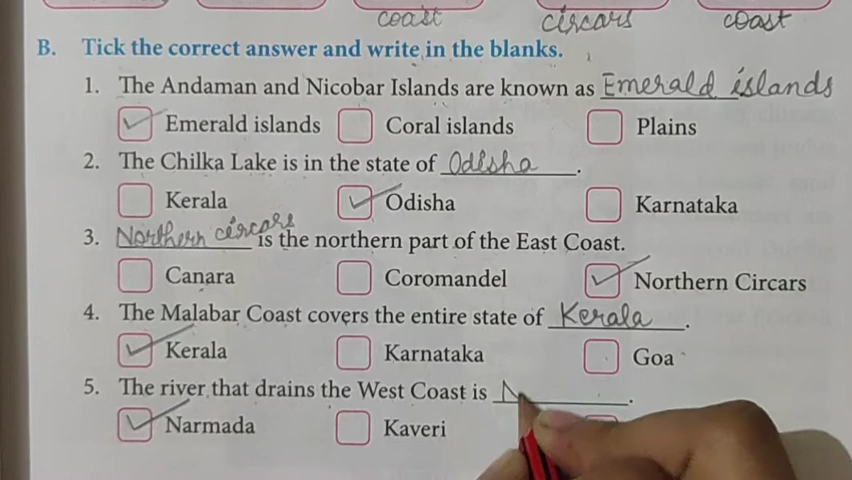 coast circars coast
B. Tick the correct answer and write in the blanks.
1. The Andaman and Nicobar Islands are known as Emerald islands
Emerald islands Coral islands Plains
2. The Chilka Lake is in the state of Odisha.
Kerala Odisha Karnataka
3. Northern circars is the northern part of the East Coast.
Canara Coromandel Northern Circars
4. The Malabar Coast covers the entire state of Kerala.
Kerala Karnataka Goa
5. The river that drains the West Coast is N.
Narmada Kaveri